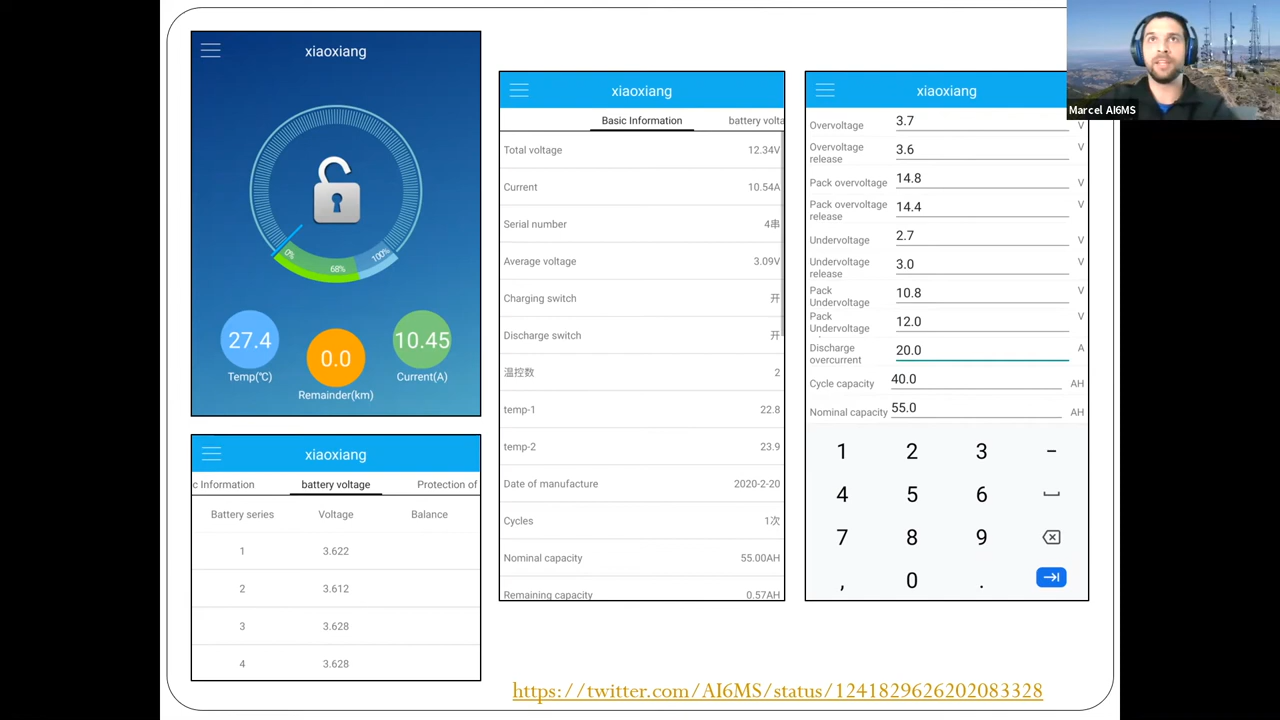 xiaoxiang
0%
68%
100%
27.4
Temp(℃)
0.0
Remainder(km)
10.45
Current(A)
xiaoxiang
c Information
battery voltage
Protection of
Battery series
Voltage
Balance
1
3.622
2
3.612
3
3.628
4
3.628
xiaoxiang
Basic Information
battery volta
Total voltage
12.34V
Current
10.54A
Serial number
4串
Average voltage
3.09V
Charging switch
开
Discharge switch
开
温控数
2
temp-1
22.8
temp-2
23.9
Date of manufacture
2020-2-20
Cycles
1次
Nominal capacity
55.00AH
Remaining capacity
0.57AH
xiaoxiang
Overvoltage
3.7
V
Overvoltage
release
3.6
V
Pack overvoltage
14.8
V
Pack overvoltage
release
14.4
V
Undervoltage
2.7
V
Undervoltage
release
3.0
V
Pack
Undervoltage
10.8
V
Pack
Undervoltage
12.0
V
Discharge
overcurrent
20.0
A
Cycle capacity
40.0
AH
Nominal capacity
55.0
AH
1 2 3 −
4 5 6
7 8 9
, 0 .
Marcel AI6MS
https://twitter.com/AI6MS/status/1241829626202083328